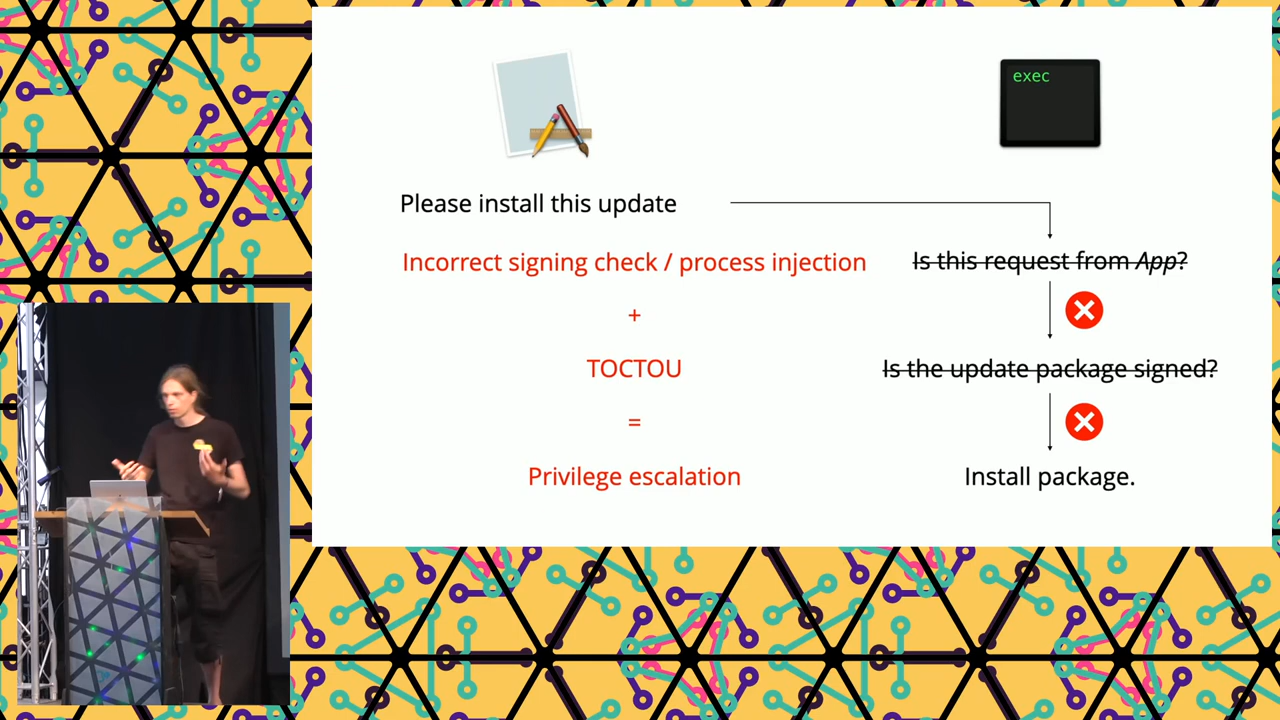 exec
Please install this update
Incorrect signing check / process injection
Is this request from App?
+
TOCTOU
Is the update package signed?
=
Privilege escalation
Install package.